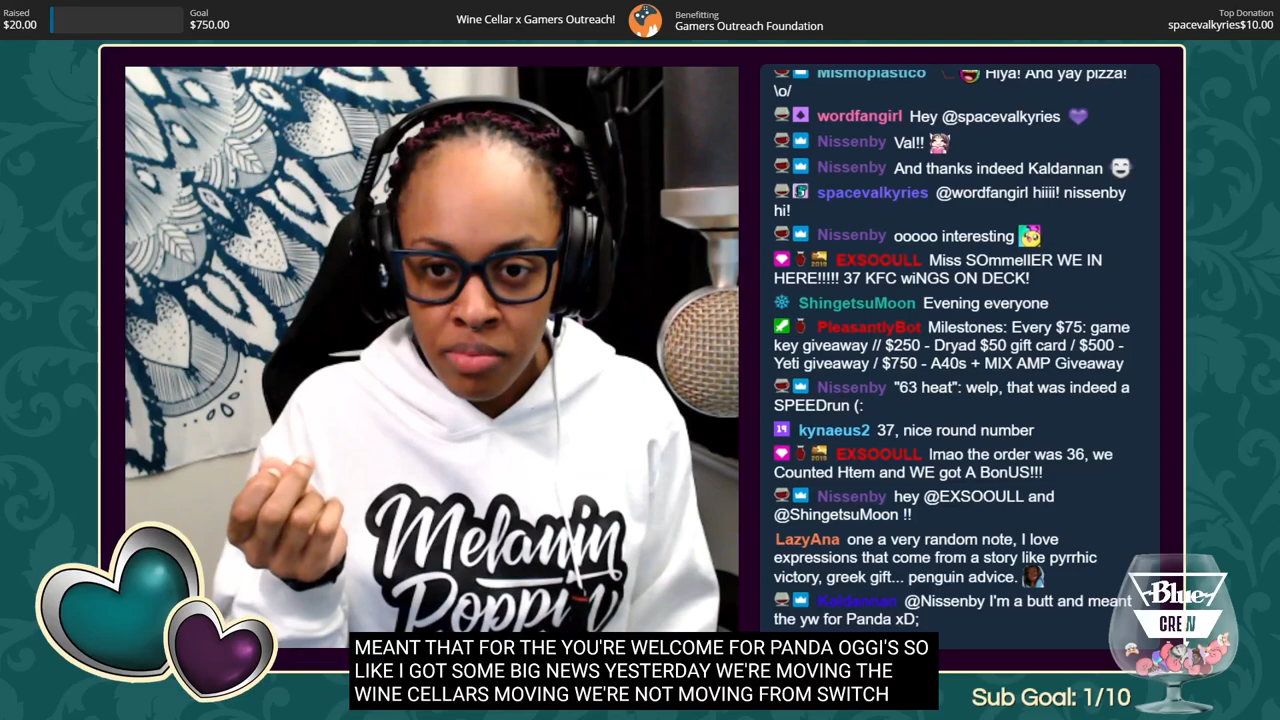 Raised
$20.00
Goal
$750.00
Wine Cellar x Gamers Outreach!
Benefitting
Gamers Outreach Foundation
Top Donation
spacevalkyries$10.00
Mismoplastico Hiya! And yay pizza!
\o/
wordfangirl Hey @spacevalkyries
Nissenby Val!!
Nissenby And thanks indeed Kaldannan
spacevalkyries @wordfangirl hiiii! nissenby
hi!
Nissenby ooooo interesting
EXSOOULL Miss SOmmelIER WE IN
HERE!!!!! 37 KFC wiNGS ON DECK!
ShingetsuMoon Evening everyone
PleasantlyBot Milestones: Every $75: game
key giveaway // $250 - Dryad $50 gift card / $500 -
Yeti giveaway / $750 - A40s + MIX AMP Giveaway
Nissenby "63 heat": welp, that was indeed a
SPEEDrun (:
19 kynaeus2 37, nice round number
EXSOOULL lmao the order was 36, we
Counted Htem and WE got A BonUS!!!
Nissenby hey @EXSOOULL and
@ShingetsuMoon !!
LazyAna one a very random note, I love
expressions that come from a story like pyrrhic
victory, greek gift... penguin advice.
Kaldannan @Nissenby I'm a butt and meant
the yw for Panda xD;
Melanin
Poppin
Blue
CREW
MEANT THAT FOR THE YOU'RE WELCOME FOR PANDA OGGI'S SO
LIKE I GOT SOME BIG NEWS YESTERDAY WE'RE MOVING THE
WINE CELLARS MOVING WE'RE NOT MOVING FROM SWITCH
Sub Goal: 1/10